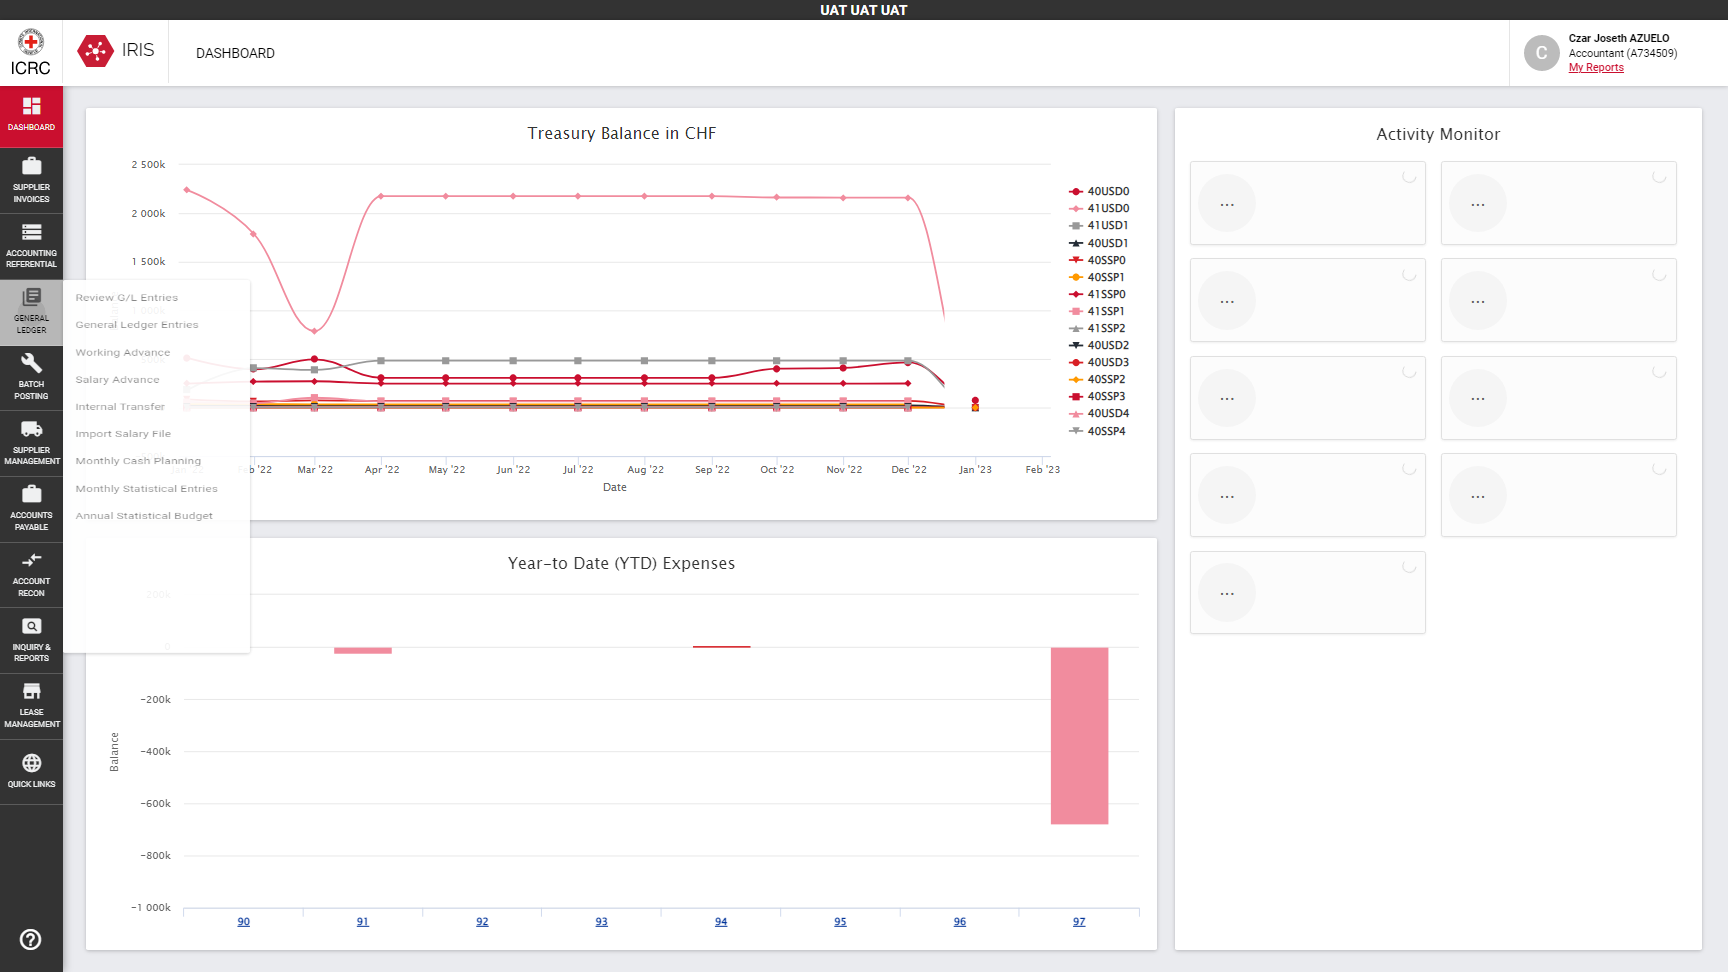 UAT UAT UAT
ICRC
IRIS
DASHBOARD
Czar Joseth AZUELO
Accountant (A734509)
My Reports
C
DASHBOARD
SUPPLIER
INVOICES
ACCOUNTING
REFERENTIAL
GENERAL
LEDGER
BATCH
POSTING
SUPPLIER
MANAGEMENT
ACCOUNTS
PAYABLE
ACCOUNT
RECON
INQUIRY &
REPORTS
LEASE
MANAGEMENT
QUICK LINKS
Review G/L Entries
General Ledger Entries
Working Advance
Salary Advance
Internal Transfer
Import Salary File
Monthly Cash Planning
Monthly Statistical Entries
Annual Statistical Budget
Treasury Balance in CHF
2 500k
2 000k
1 500k
1 000k
Feb '22
Mar '22
Apr '22
May '22
Jun '22
Jul '22
Aug '22
Sep '22
Oct '22
Nov '22
Dec '22
Jan '23
Feb '23
Date
40USD0
41USD0
41USD1
40USD1
40SSP0
40SSP1
41SSP0
41SSP1
41SSP2
40USD2
40USD3
40SSP2
40SSP3
40USD4
40SSP4
Year-to Date (YTD) Expenses
200k
0
-200k
-400k
-600k
-800k
-1 000k
Balance
90
91
92
93
94
95
96
97
Activity Monitor
...
...
...
...
...
...
...
...
...